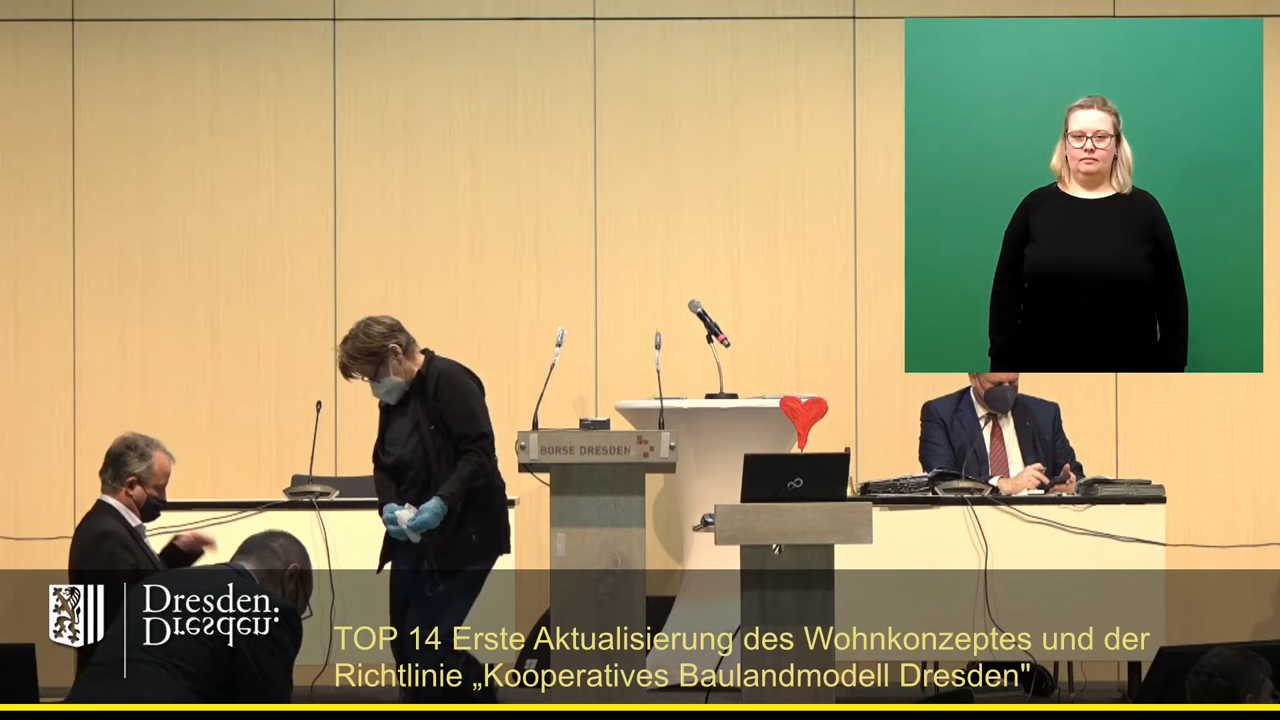 BÖRSE DRESDEN
Dresden.
Dresden.
TOP 14 Erste Aktualisierung des Wohnkonzeptes und der
Richtlinie „Kooperatives Baulandmodell Dresden"